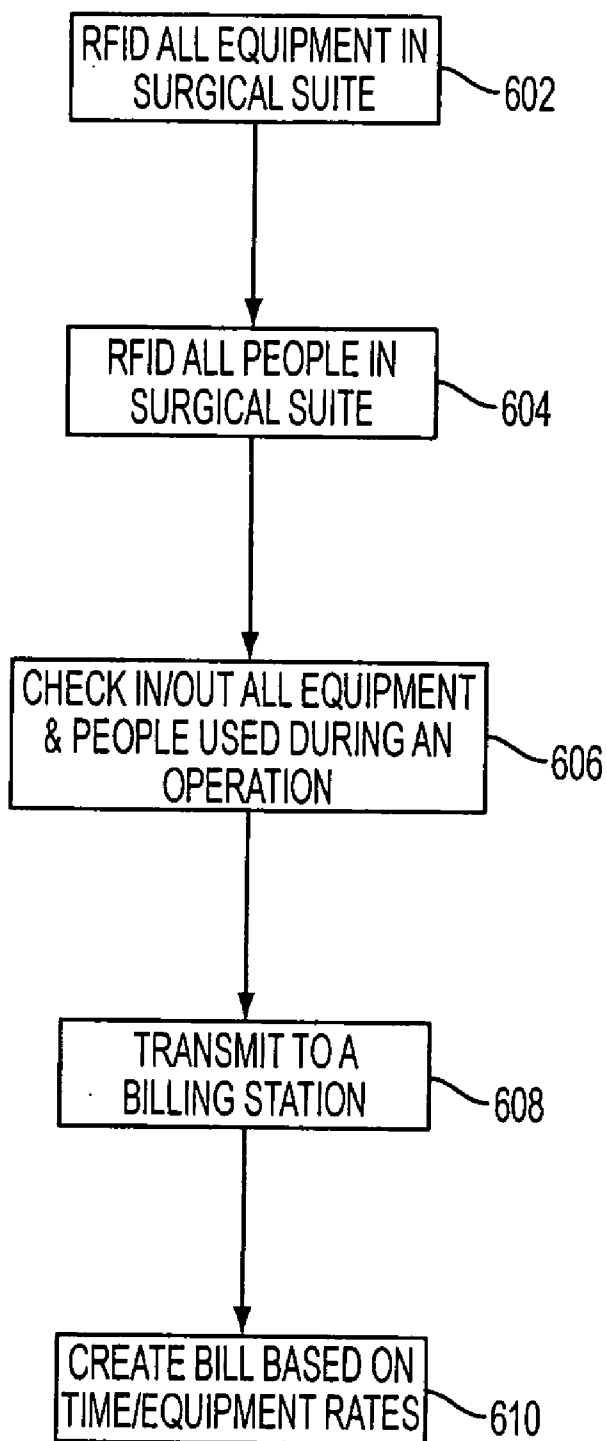 RFID ALL EQUIPMENT IN
SURGICAL SUITE
602
RFID ALL PEOPLE IN
SURGICAL SUITE
604
CHECK IN/OUT ALL EQUIPMENT
& PEOPLE USED DURING AN
OPERATION
606
TRANSMIT TO A
BILLING STATION
608
CREATE BILL BASED ON
TIME/EQUIPMENT RATES
610